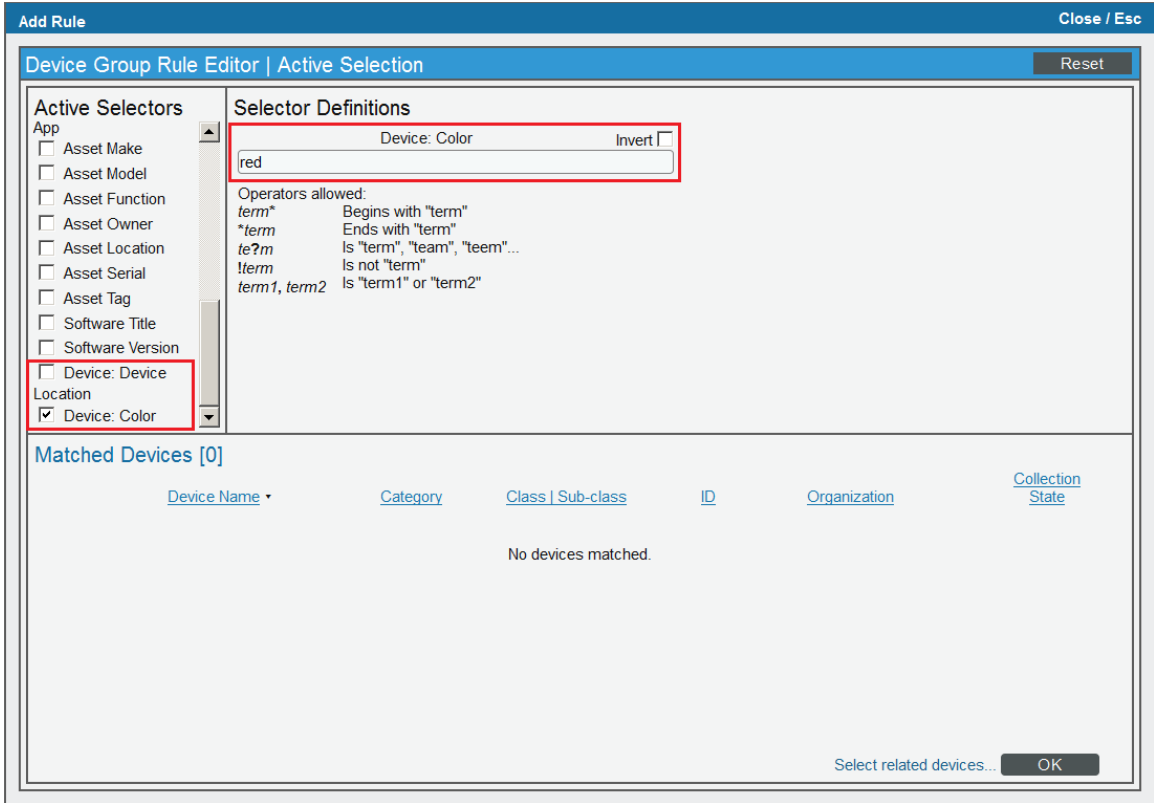 Add Rule
Close / Esc
Device Group Rule Editor | Active Selection
Reset
Active Selectors
App
Asset Make
Asset Model
Asset Function
Asset Owner
Asset Location
Asset Serial
Asset Tag
Software Title
Software Version
Device: Device
Location
Device: Color
Selector Definitions
Device: Color
Invert
red
Operators allowed:
term* Begins with "term"
*term Ends with "term"
te?m Is "term", "team", "teem"...
!term Is not "term"
term1, term2 Is "term1" or "term2"
Matched Devices [0]
Device Name
Category
Class | Sub-class
ID
Organization
Collection
State
No devices matched.
Select related devices...
OK